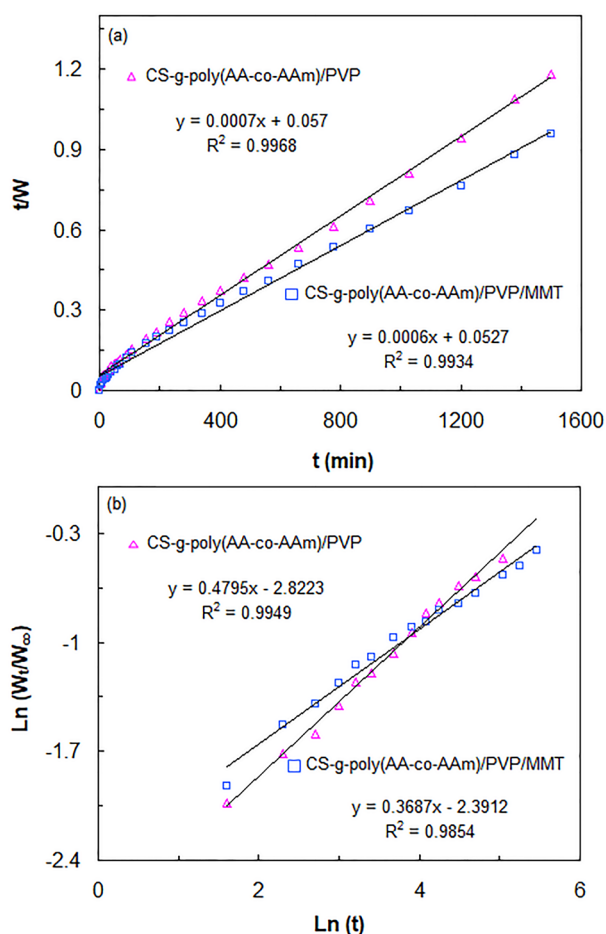 (a)
CS-g-poly(AA-co-AAm)/PVP
y = 0.0007x + 0.057
R² = 0.9968
CS-g-poly(AA-co-AAm)/PVP/MMT
y = 0.0006x + 0.0527
R² = 0.9934
t/W
1.2
0.9
0.6
0.3
0
0 400 800 1200 1600
t (min)
(b)
CS-g-poly(AA-co-AAm)/PVP
y = 0.4795x - 2.8223
R² = 0.9949
CS-g-poly(AA-co-AAm)/PVP/MMT
y = 0.3687x - 2.3912
R² = 0.9854
Ln (Wt/W∞)
-0.3
-1
-1.7
-2.4
0 2 4 6
Ln (t)